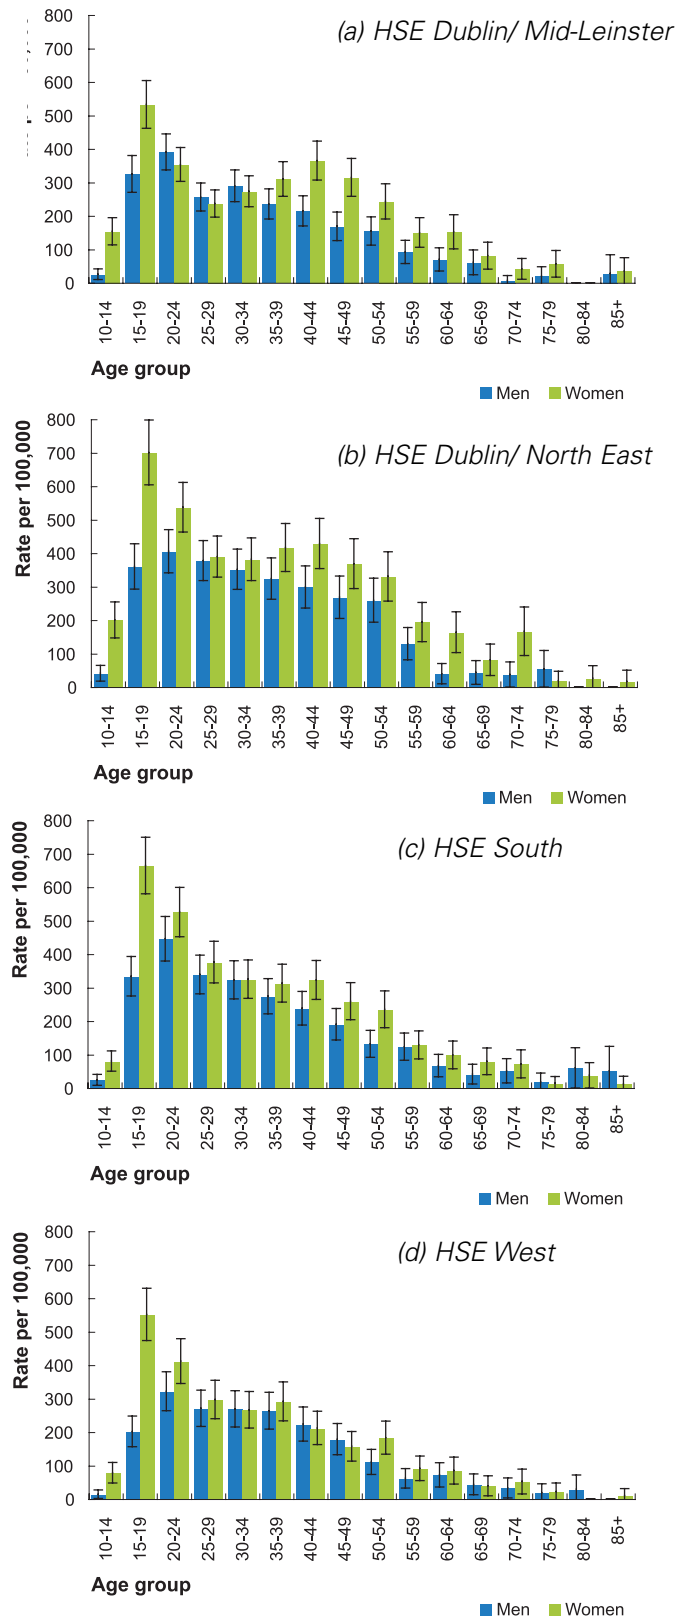 (a) HSE Dublin/ Mid-Leinster
800
700
600
500
400
300
200
100
0
10-14 15-19 20-24 25-29 30-34 35-39 40-44 45-49 50-54 55-59 60-64 65-69 70-74 75-79 80-84 85+
Age group
Men Women
(b) HSE Dublin/ North East
Rate per 100,000
800
700
600
500
400
300
200
100
0
10-14 15-19 20-24 25-29 30-34 35-39 40-44 45-49 50-54 55-59 60-64 65-69 70-74 75-79 80-84 85+
Age group
Men Women
(c) HSE South
Rate per 100,000
800
700
600
500
400
300
200
100
0
10-14 15-19 20-24 25-29 30-34 35-39 40-44 45-49 50-54 55-59 60-64 65-69 70-74 75-79 80-84 85+
Age group
Men Women
(d) HSE West
Rate per 100,000
800
700
600
500
400
300
200
100
0
10-14 15-19 20-24 25-29 30-34 35-39 40-44 45-49 50-54 55-59 60-64 65-69 70-74 75-79 80-84 85+
Age group
Men Women